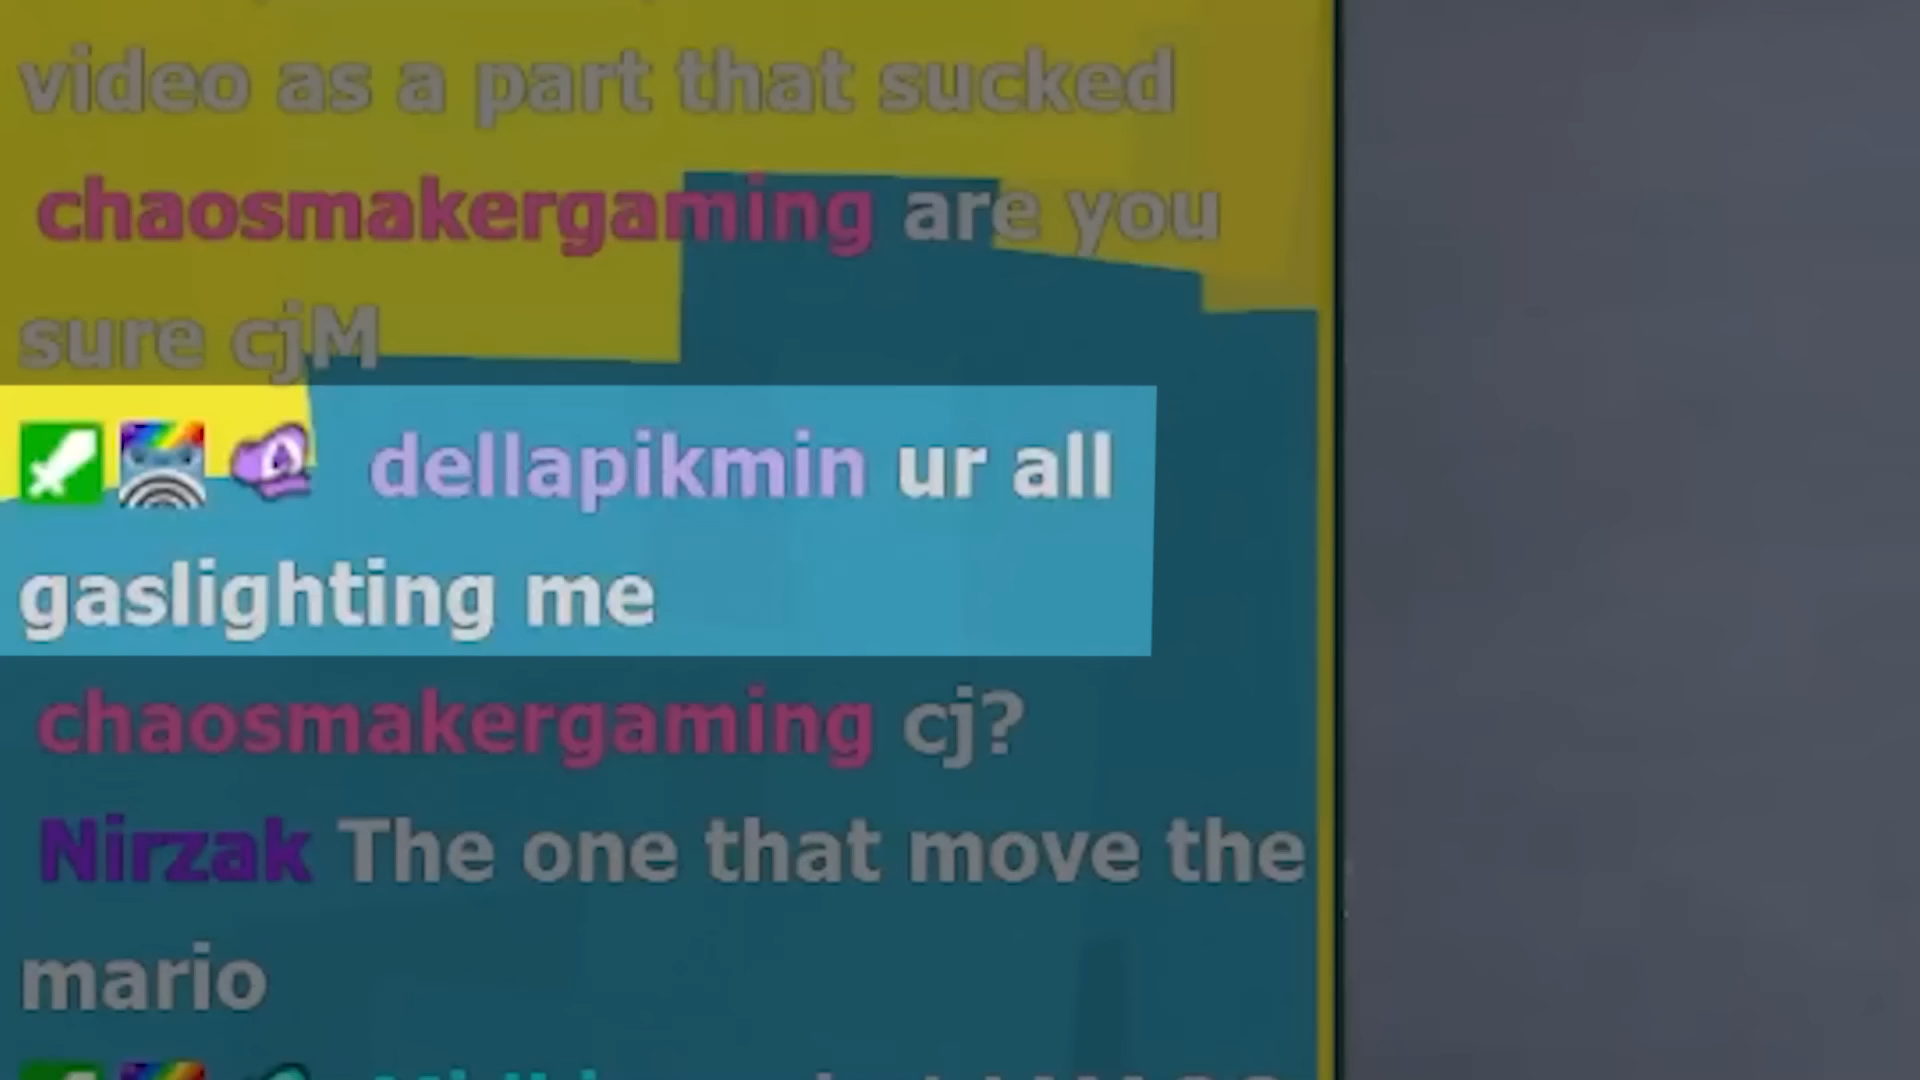 video as a part that sucked
chaosmakergaming are you
sure cjM
dellapikmin ur all
gaslighting me
chaosmakergaming cj?
Nirzak The one that move the
mario